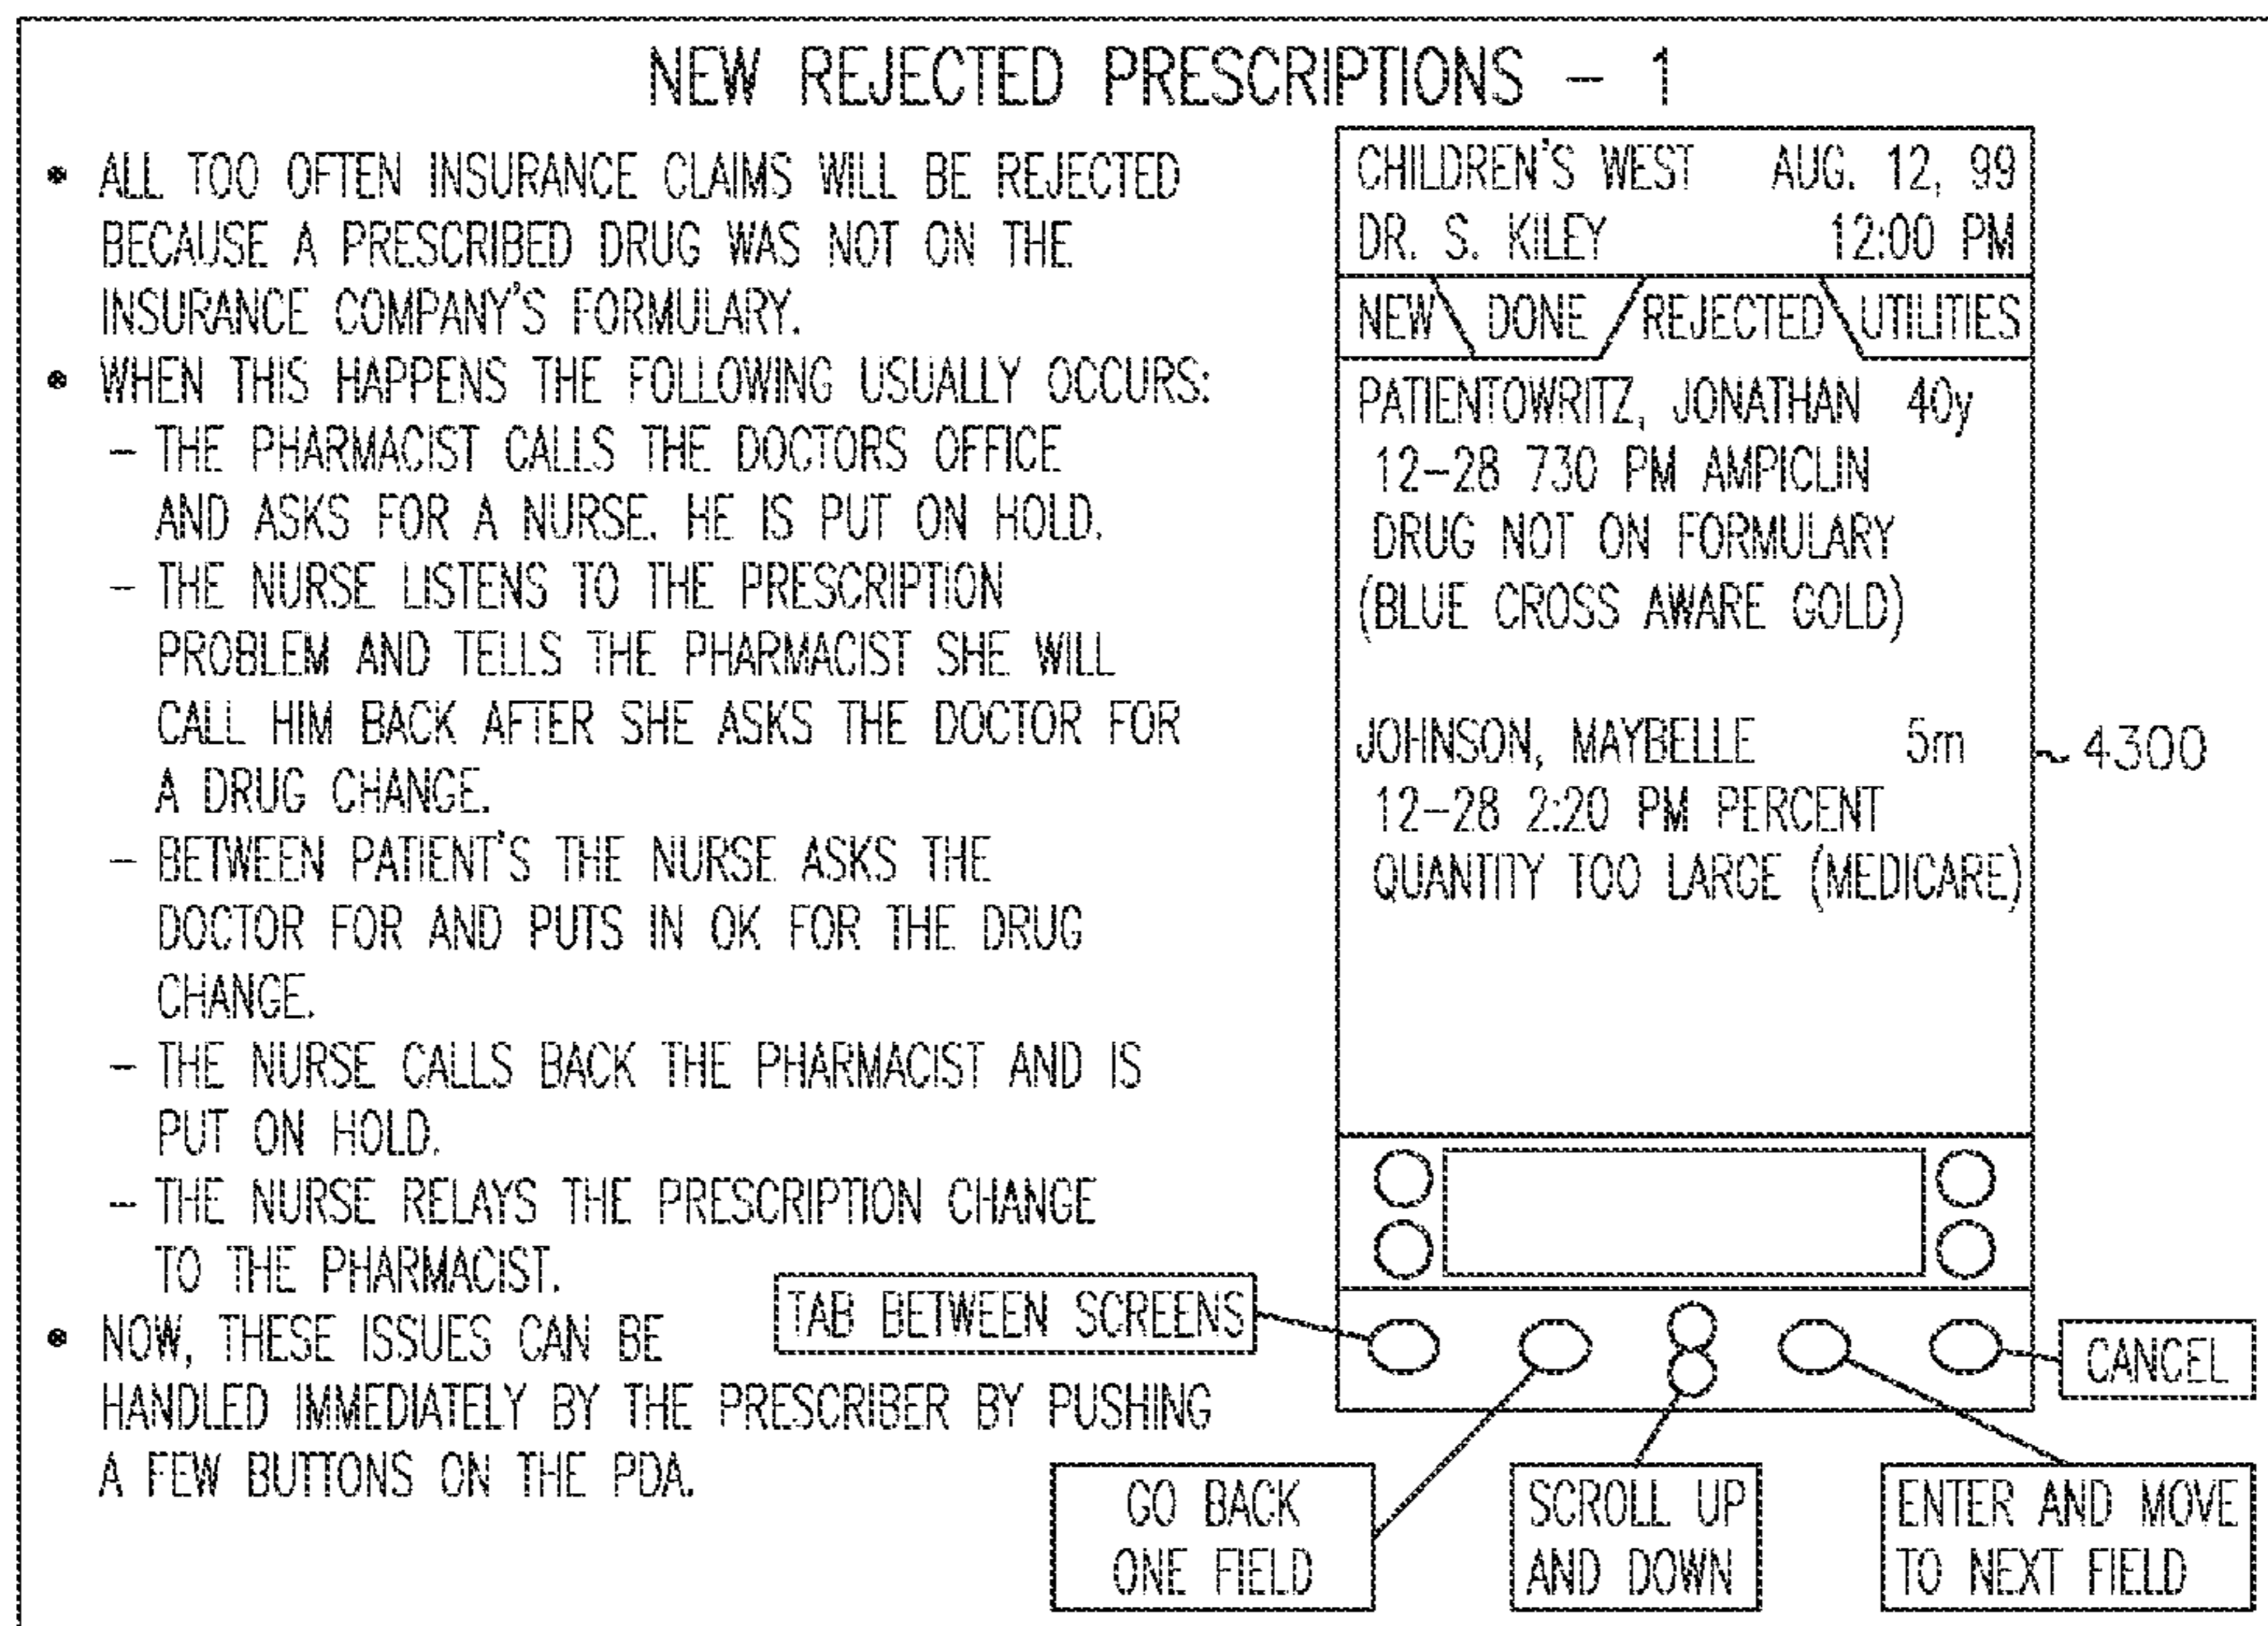 NEW REJECTED PRESCRIPTIONS - 1
• ALL TOO OFTEN INSURANCE CLAIMS WILL BE REJECTED
BECAUSE A PRESCRIBED DRUG WAS NOT ON THE
INSURANCE COMPANY'S FORMULARY.
• WHEN THIS HAPPENS THE FOLLOWING USUALLY OCCURS:
- THE PHARMACIST CALLS THE DOCTORS OFFICE
AND ASKS FOR A NURSE. HE IS PUT ON HOLD.
- THE NURSE LISTENS TO THE PRESCRIPTION
PROBLEM AND TELLS THE PHARMACIST SHE WILL
CALL HIM BACK AFTER SHE ASKS THE DOCTOR FOR
A DRUG CHANGE.
- BETWEEN PATIENT'S THE NURSE ASKS THE
DOCTOR FOR AND PUTS IN OK FOR THE DRUG
CHANGE.
- THE NURSE CALLS BACK THE PHARMACIST AND IS
PUT ON HOLD.
- THE NURSE RELAYS THE PRESCRIPTION CHANGE
TO THE PHARMACIST.
• NOW, THESE ISSUES CAN BE
HANDLED IMMEDIATELY BY THE PRESCRIBER BY PUSHING
A FEW BUTTONS ON THE PDA.
CHILDREN'S WEST AUG. 12, 99
DR. S. KILEY 12:00 PM
NEW DONE REJECTED UTILITIES
PATIENTOWRITZ, JONATHAN 40y
12-28 730 PM AMPICLIN
DRUG NOT ON FORMULARY
(BLUE CROSS AWARE GOLD)
JOHNSON, MAYBELLE 5m
12-28 2:20 PM PERCENT
QUANTITY TOO LARGE (MEDICARE)
4300
TAB BETWEEN SCREENS
CANCEL
GO BACK
ONE FIELD
SCROLL UP
AND DOWN
ENTER AND MOVE
TO NEXT FIELD